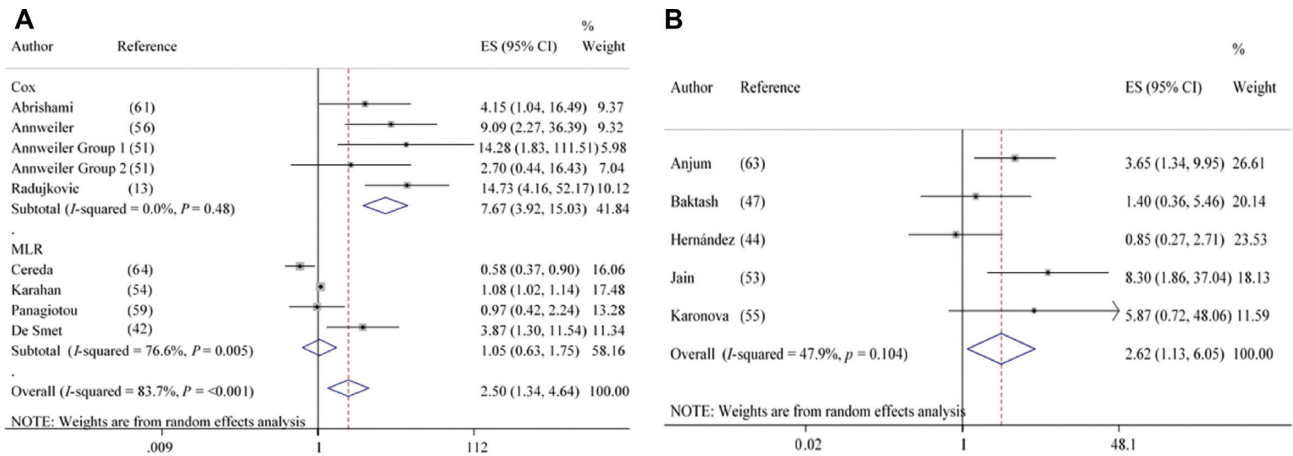 A
%
Author Reference ES (95% CI) Weight
Cox
Abrishami (61) 4.15 (1.04, 16.49) 9.37
Annweiler (56) 9.09 (2.27, 36.39) 9.32
Annweiler Group 1 (51) 14.28 (1.83, 111.51) 5.98
Annweiler Group 2 (51) 2.70 (0.44, 16.43) 7.04
Radujkovic (13) 14.73 (4.16, 52.17) 10.12
Subtotal (I-squared = 0.0%, P = 0.48) 7.67 (3.92, 15.03) 41.84
.
MLR
Cereda (64) 0.58 (0.37, 0.90) 16.06
Karahan (54) 1.08 (1.02, 1.14) 17.48
Panagiotou (59) 0.97 (0.42, 2.24) 13.28
De Smet (42) 3.87 (1.30, 11.54) 11.34
Subtotal (I-squared = 76.6%, P = 0.005) 1.05 (0.63, 1.75) 58.16
.
Overall (I-squared = 83.7%, P = <0.001) 2.50 (1.34, 4.64) 100.00
NOTE: Weights are from random effects analysis
.009 1 112
B
%
Author Reference ES (95% CI) Weight
Anjum (63) 3.65 (1.34, 9.95) 26.61
Baktash (47) 1.40 (0.36, 5.46) 20.14
Hernández (44) 0.85 (0.27, 2.71) 23.53
Jain (53) 8.30 (1.86, 37.04) 18.13
Karonova (55) 5.87 (0.72, 48.06) 11.59
Overall (I-squared = 47.9%, p = 0.104) 2.62 (1.13, 6.05) 100.00
NOTE: Weights are from random effects analysis
0.02 1 48.1